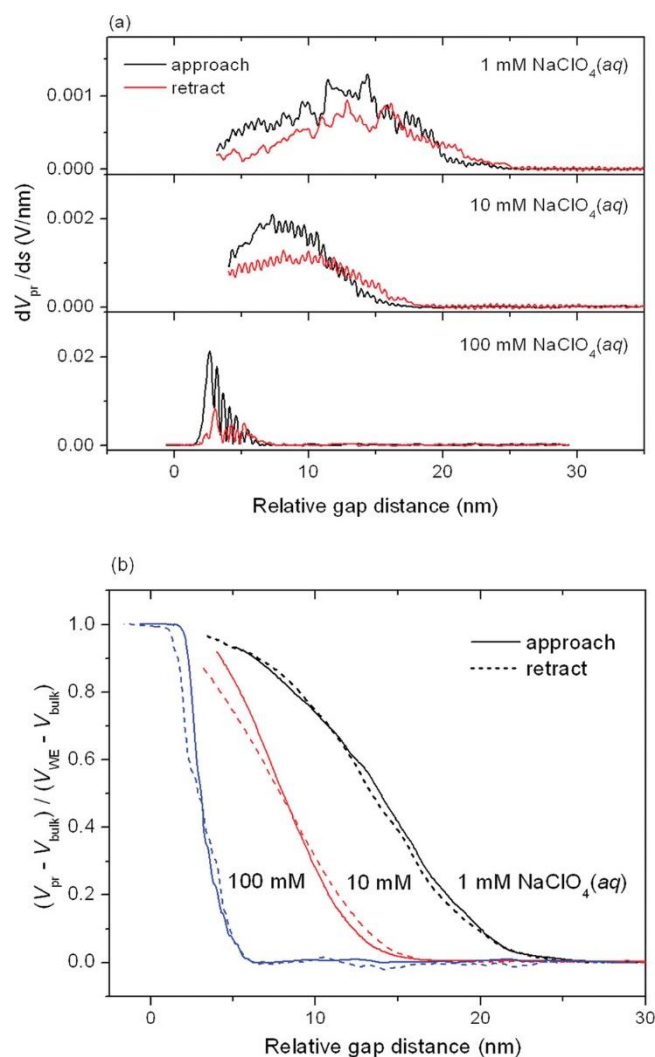 (a)
approach
retract
1 mM NaClO₄(aq)
0.001
0.000
10 mM NaClO₄(aq)
0.002
0.000
100 mM NaClO₄(aq)
0.02
0.00
dVpr/ds (V/nm)
0 10 20 30
Relative gap distance (nm)
(b)
approach
retract
1.0
0.8
0.6
0.4
0.2
0.0
(Vpr - Vbulk) / (VWE - Vbulk)
100 mM 10 mM 1 mM NaClO₄(aq)
0 10 20 30
Relative gap distance (nm)